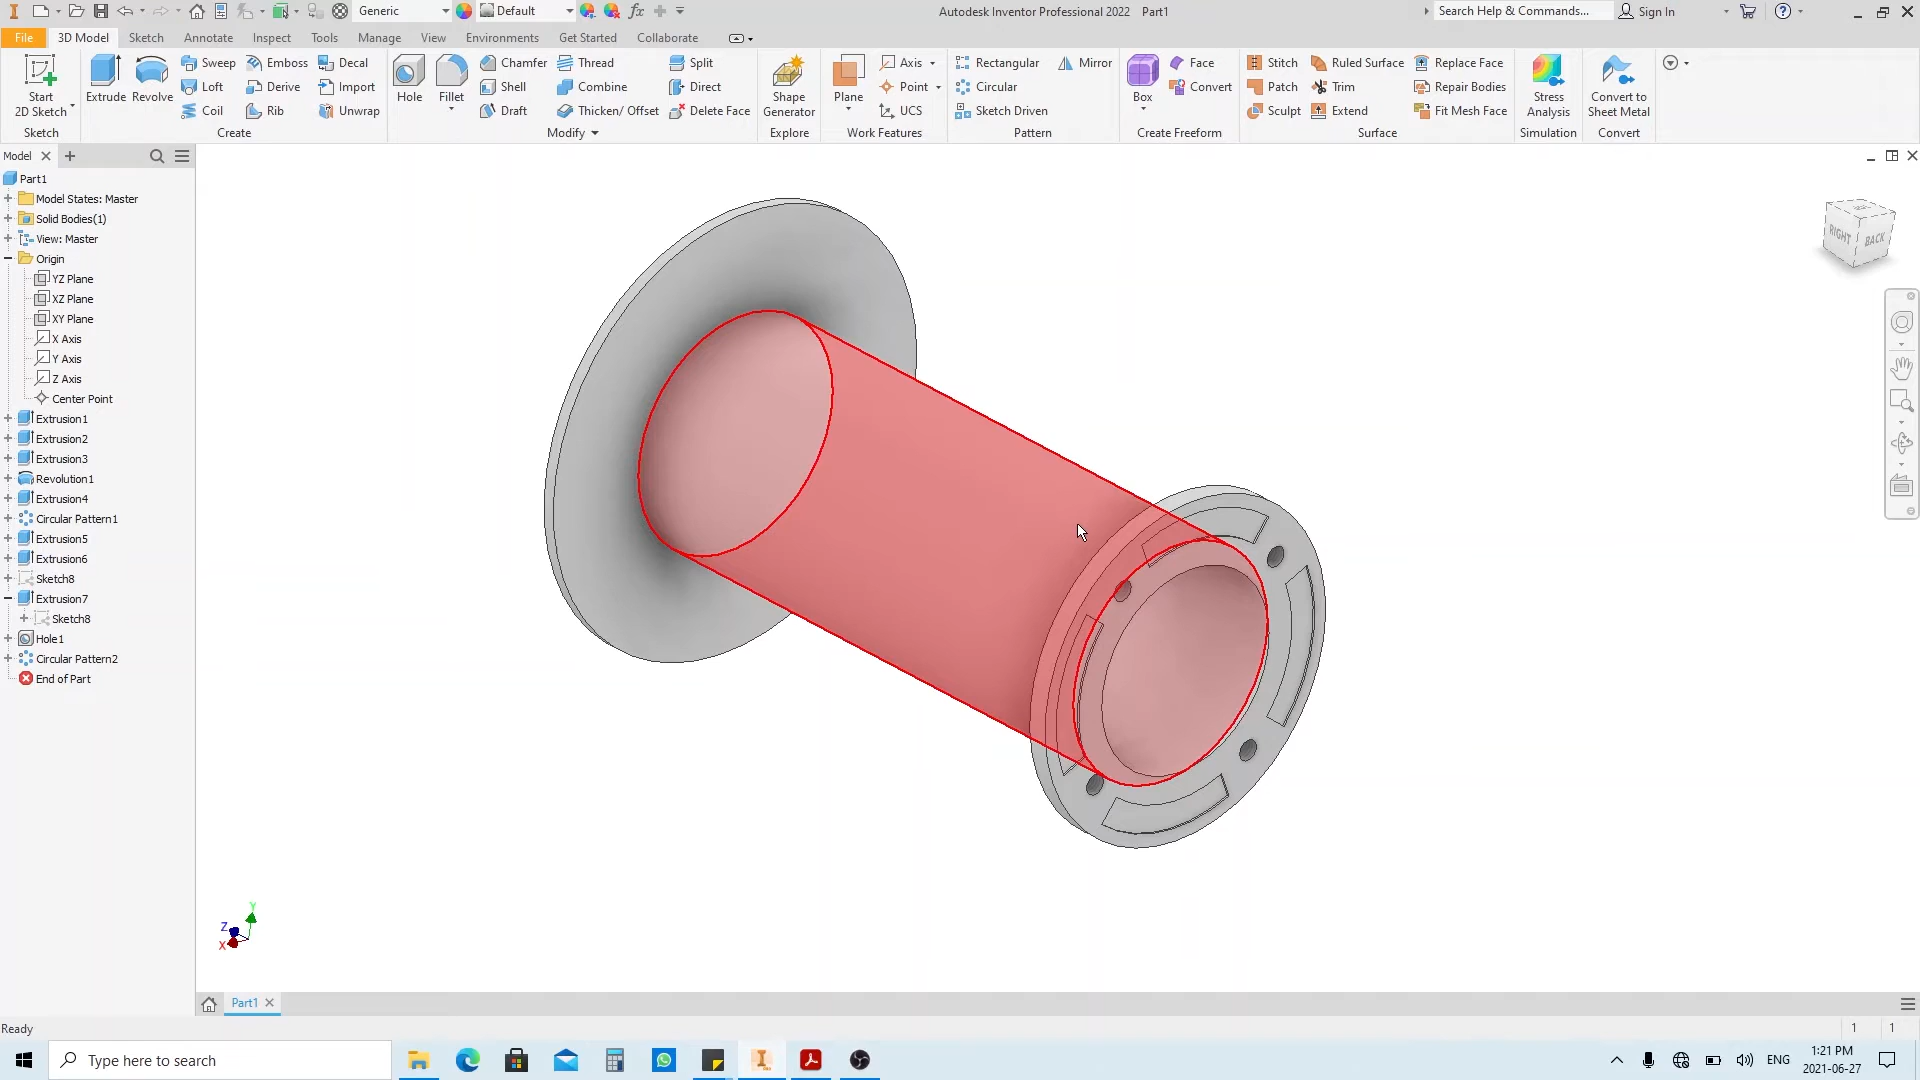 Generic
Default
fx
Autodesk Inventor Professional 2022 Part1
Search Help & Commands...
Sign In
File
3D Model
Sketch
Annotate
Inspect
Tools
Manage
View
Environments
Get Started
Collaborate
Start
2D Sketch
Sketch
Extrude
Revolve
Sweep
Emboss
Decal
Loft
Derive
Import
Coil
Rib
Unwrap
Create
Hole
Fillet
Chamfer
Thread
Split
Shell
Combine
Direct
Draft
Thicken/ Offset
Delete Face
Modify
Shape
Generator
Explore
Plane
Axis
Point
UCS
Work Features
Rectangular
Mirror
Circular
Sketch Driven
Pattern
Box
Face
Convert
Create Freeform
Stitch
Ruled Surface
Replace Face
Patch
Trim
Repair Bodies
Sculpt
Extend
Fit Mesh Face
Surface
Stress
Analysis
Simulation
Convert to
Sheet Metal
Convert
Model
Part1
Model States: Master
Solid Bodies(1)
View: Master
Origin
YZ Plane
XZ Plane
XY Plane
X Axis
Y Axis
Z Axis
Center Point
Extrusion1
Extrusion2
Extrusion3
Revolution1
Extrusion4
Circular Pattern1
Extrusion5
Extrusion6
Sketch8
Extrusion7
Sketch8
Hole1
Circular Pattern2
End of Part
RIGHT
BACK
Y
Z
X
Part1
Ready
1 1
Type here to search
ENG
1:21 PM
2021-06-27